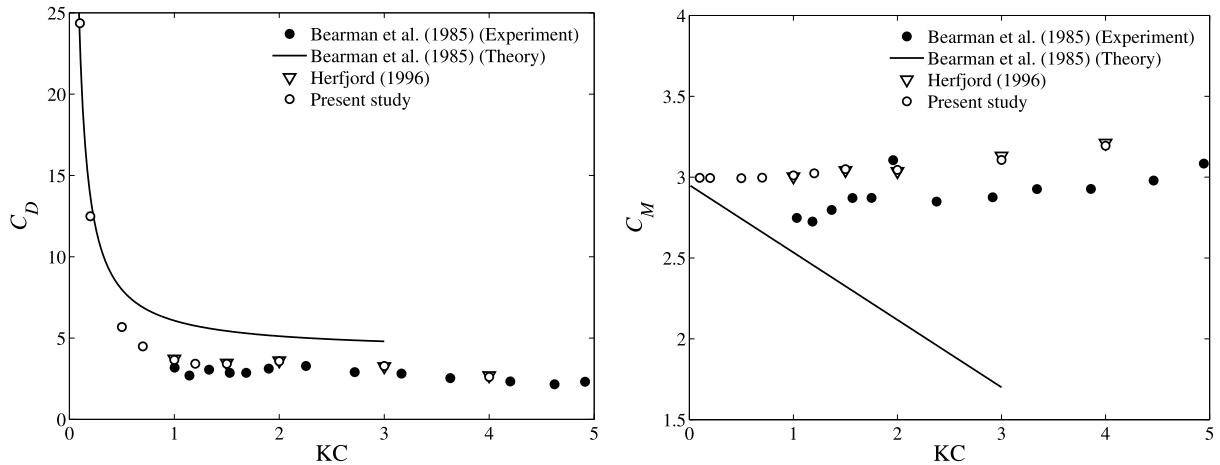 25
20
15
10
5
0
C_D
0 1 2 3 4 5
KC
Bearman et al. (1985) (Experiment)
Bearman et al. (1985) (Theory)
Herfjord (1996)
Present study
4
3.5
3
2.5
2
1.5
C_M
0 1 2 3 4 5
KC
Bearman et al. (1985) (Experiment)
Bearman et al. (1985) (Theory)
Herfjord (1996)
Present study